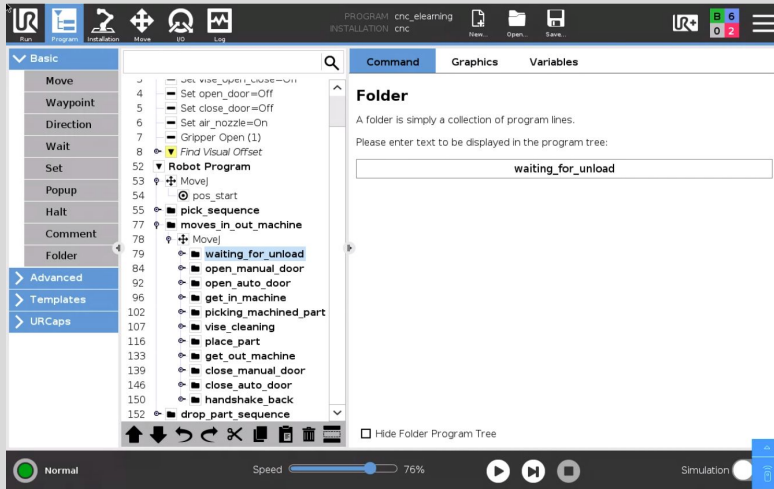 UR
PROGRAM cnc_elearning
INSTALLATION cnc
UR+
B 6
0 2
Run
Program
Installation
Move
I/O
Log
New...
Open...
Save...
Basic
Move
Waypoint
Direction
Wait
Set
Popup
Halt
Comment
Folder
Advanced
Templates
URCaps
3 Set vise_open_close=On
4 Set open_door=Off
5 Set close_door=Off
6 Set air_nozzle=On
7 Gripper Open (1)
8 Find Visual Offset
52 Robot Program
53 MoveJ
54 pos_start
55 pick_sequence
77 moves_in_out_machine
78 MoveJ
79 waiting_for_unload
84 open_manual_door
92 open_auto_door
96 get_in_machine
102 picking_machined_part
107 vise_cleaning
116 place_part
133 get_out_machine
139 close_manual_door
146 close_auto_door
150 handshake_back
152 drop_part_sequence
Command Graphics Variables
Folder
A folder is simply a collection of program lines.
Please enter text to be displayed in the program tree:
waiting_for_unload
Hide Folder Program Tree
Normal
Speed 76%
Simulation